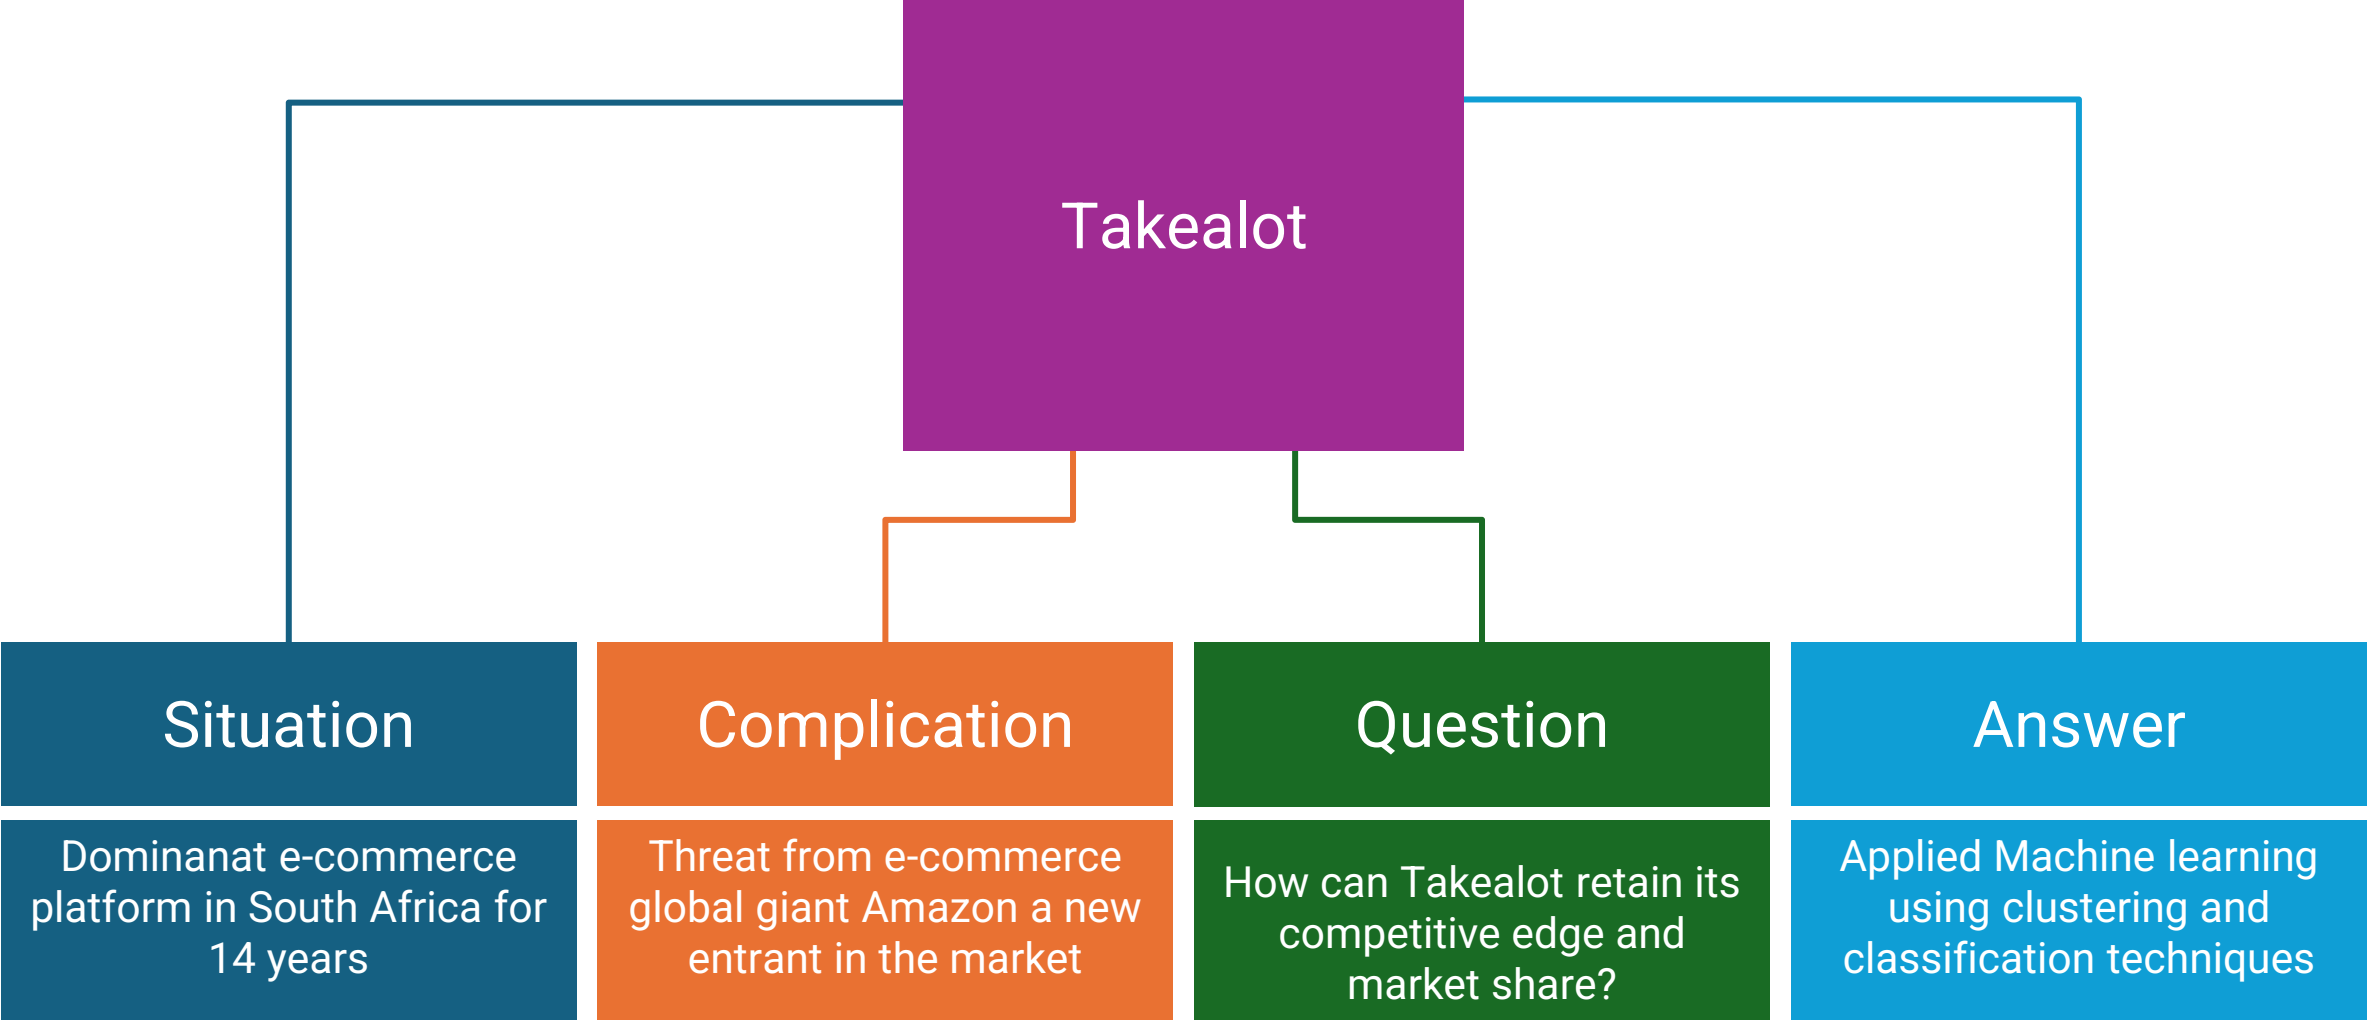 Takealot
Situation
Complication
Question
Answer
Dominanat e-commerce
platform in South Africa for
14 years
Threat from e-commerce
global giant Amazon a new
entrant in the market
How can Takealot retain its
competitive edge and
market share?
Applied Machine learning
using clustering and
classification techniques